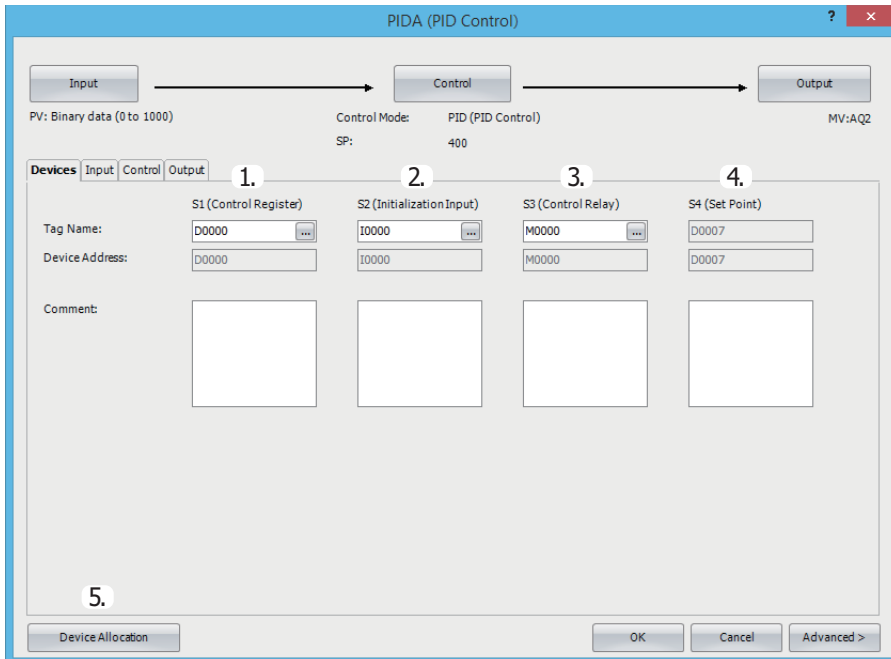 PIDA (PID Control)
? ×
Input Control Output
PV: Binary data (0 to 1000) Control Mode: PID (PID Control) MV:AQ2
SP: 400
Devices Input Control Output
1. 2. 3. 4.
S1 (Control Register) S2 (Initialization Input) S3 (Control Relay) S4 (Set Point)
Tag Name: D0000 ... I0000 ... M0000 ... D0007
Device Address: D0000 I0000 M0000 D0007
Comment:
5.
Device Allocation OK Cancel Advanced >